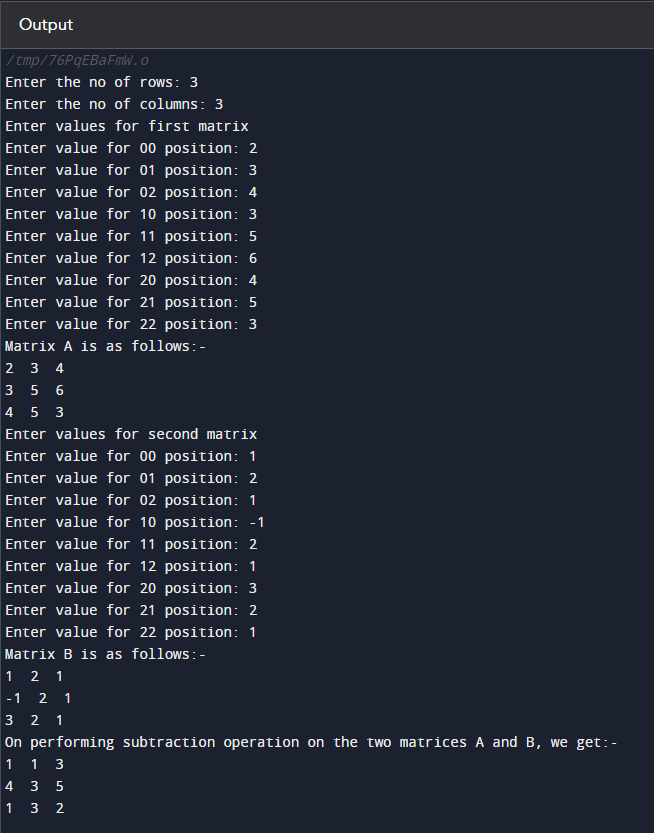 Output
/tmp/76PqEBaFmW.o
Enter the no of rows: 3
Enter the no of columns: 3
Enter values for first matrix
Enter value for 00 position: 2
Enter value for 01 position: 3
Enter value for 02 position: 4
Enter value for 10 position: 3
Enter value for 11 position: 5
Enter value for 12 position: 6
Enter value for 20 position: 4
Enter value for 21 position: 5
Enter value for 22 position: 3
Matrix A is as follows:-
2  3  4
3  5  6
4  5  3
Enter values for second matrix
Enter value for 00 position: 1
Enter value for 01 position: 2
Enter value for 02 position: 1
Enter value for 10 position: -1
Enter value for 11 position: 2
Enter value for 12 position: 1
Enter value for 20 position: 3
Enter value for 21 position: 2
Enter value for 22 position: 1
Matrix B is as follows:-
1  2  1
-1  2  1
3  2  1
On performing subtraction operation on the two matrices A and B, we get:-
1  1  3
4  3  5
1  3  2